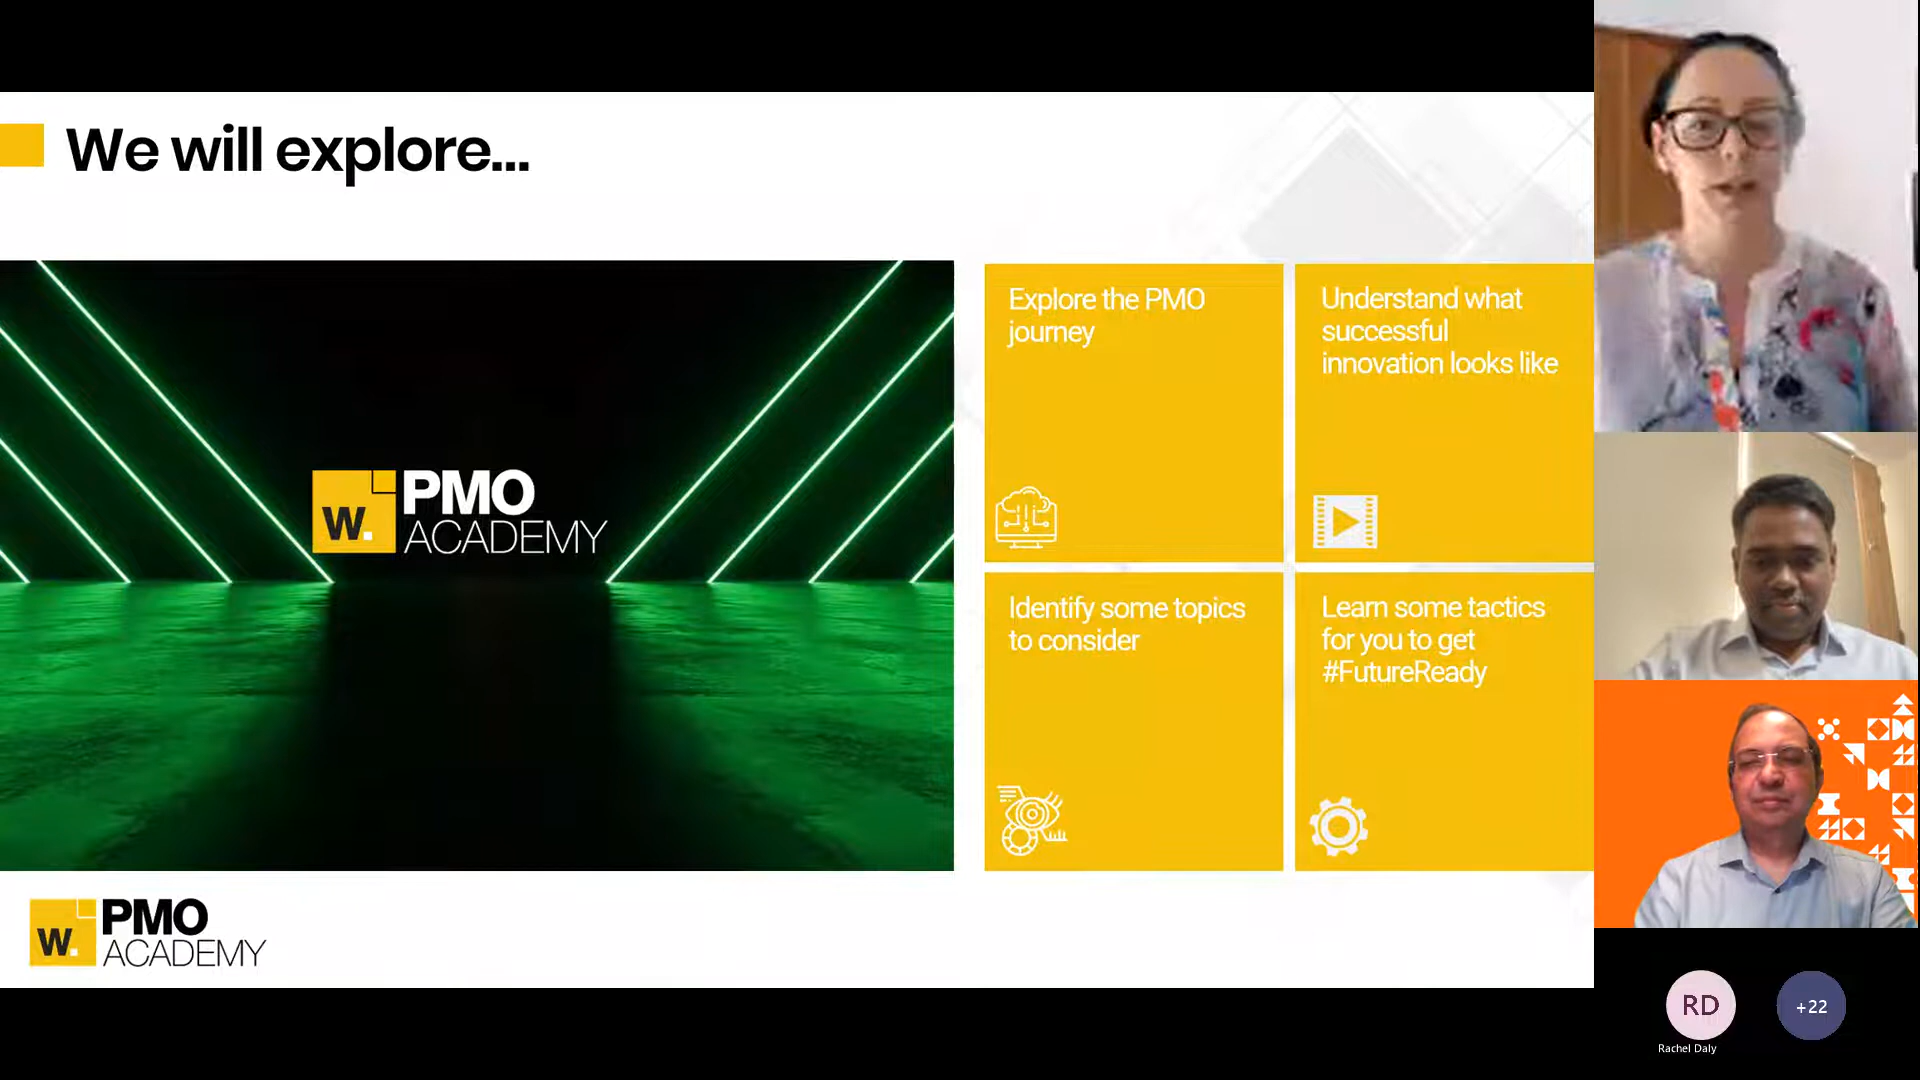 We will explore...
W.
PMO
ACADEMY
Explore the PMO
journey
Understand what
successful
innovation looks like
Identify some topics
to consider
Learn some tactics
for you to get
#FutureReady
W.
PMO
ACADEMY
RD
+22
Rachel Daly